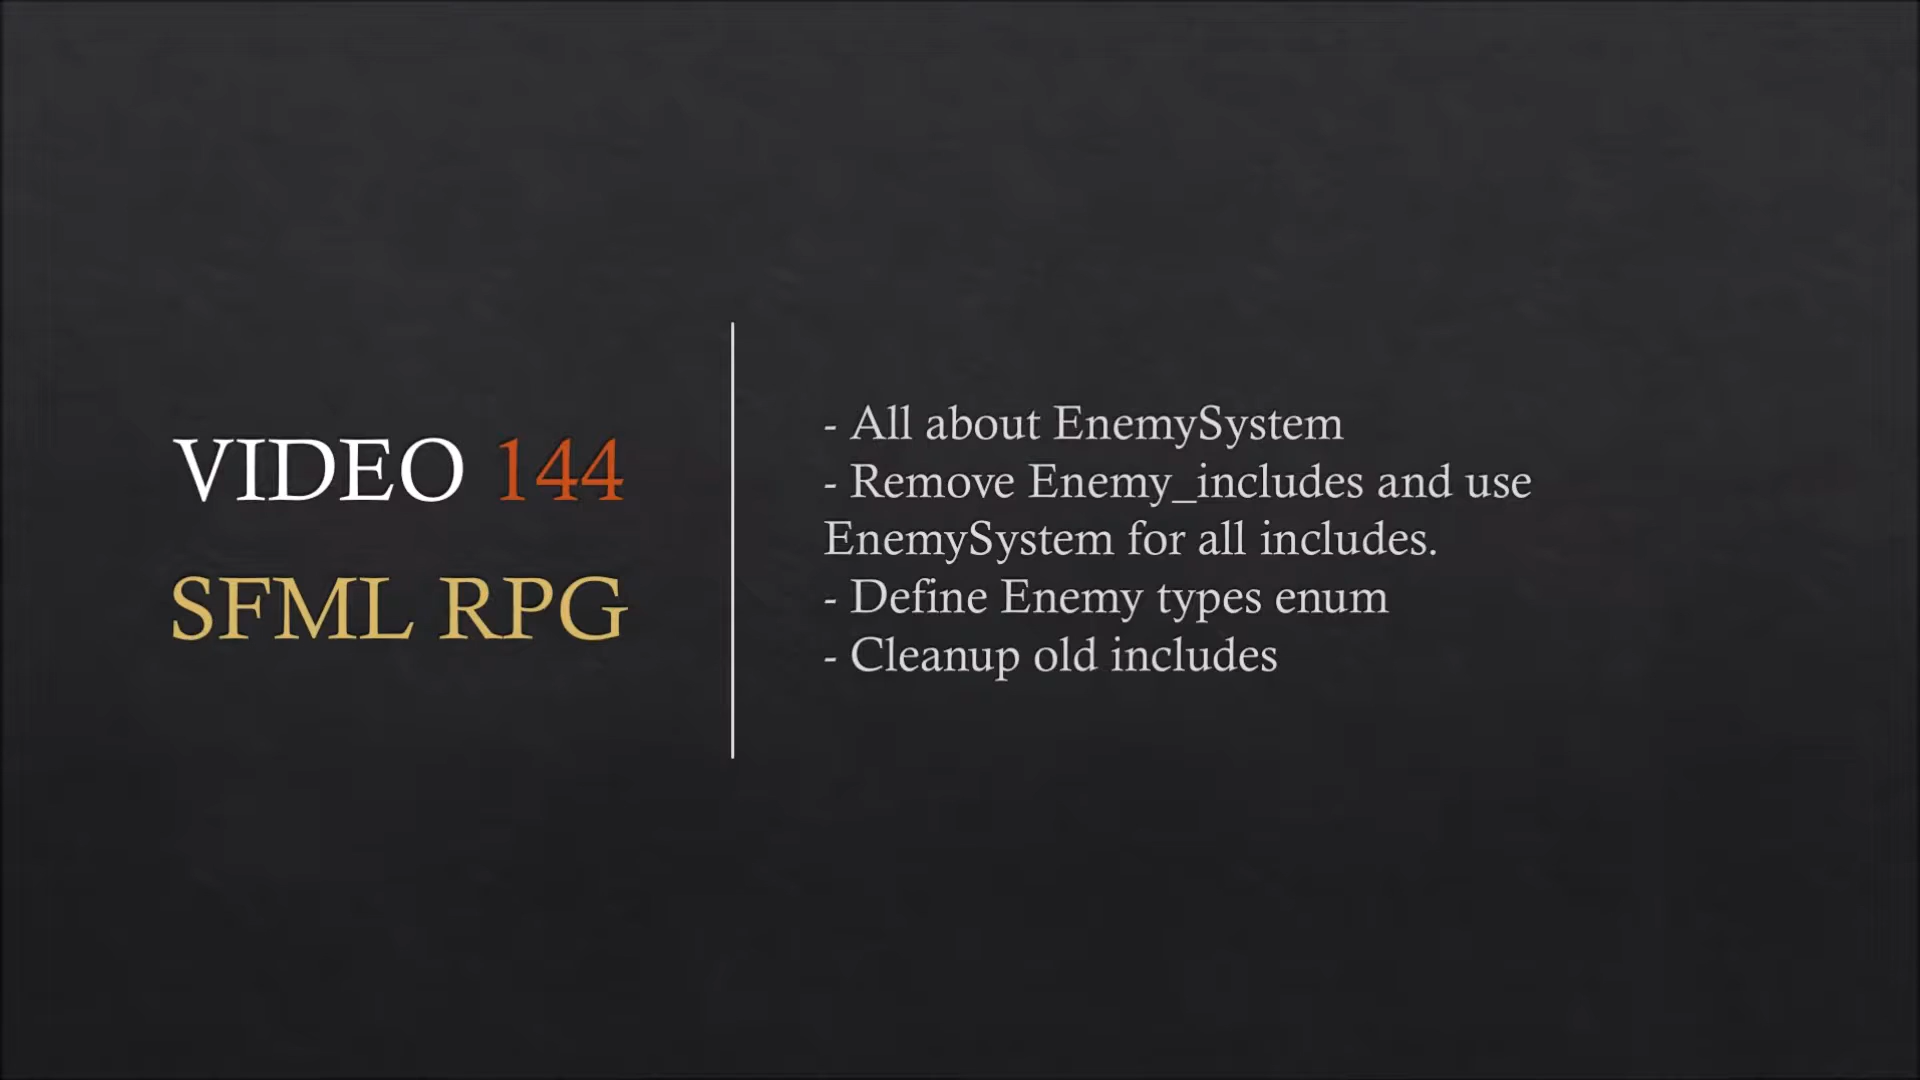 VIDEO 144
SFML RPG
- All about EnemySystem
- Remove Enemy_includes and use
EnemySystem for all includes.
- Define Enemy types enum
- Cleanup old includes